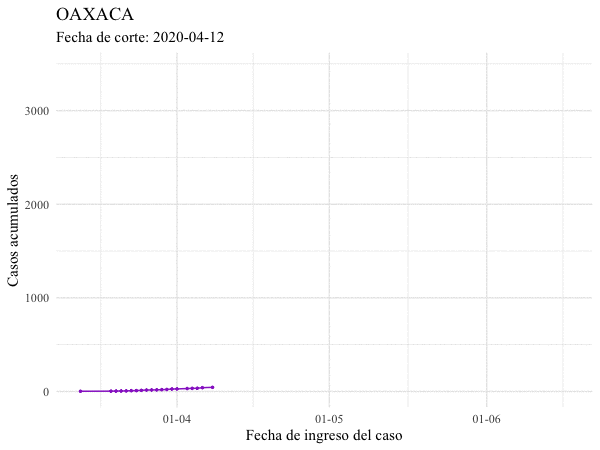 OAXACA
Fecha de corte: 2020-04-12
Casos acumulados
3000
2000
1000
0
01-04 01-05 01-06
Fecha de ingreso del caso